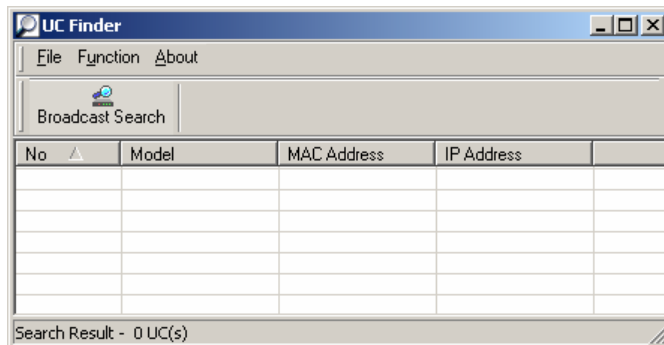 UC Finder
File Function About
Broadcast Search
No Model MAC Address IP Address
Search Result - 0 UC(s)